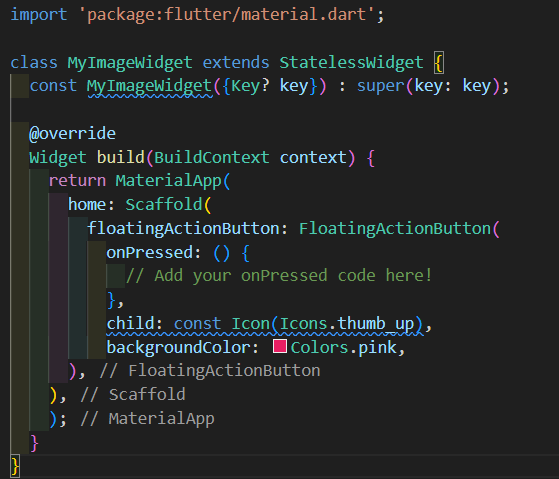 import 'package:flutter/material.dart';
class MyImageWidget extends StatelessWidget {
const MyImageWidget({Key? key}) : super(key: key);
@override
Widget build(BuildContext context) {
return MaterialApp(
home: Scaffold(
floatingActionButton: FloatingActionButton(
onPressed: () {
// Add your onPressed code here!
},
child: const Icon(Icons.thumb_up),
backgroundColor: Colors.pink,
), // FloatingActionButton
), // Scaffold
); // MaterialApp
}
}